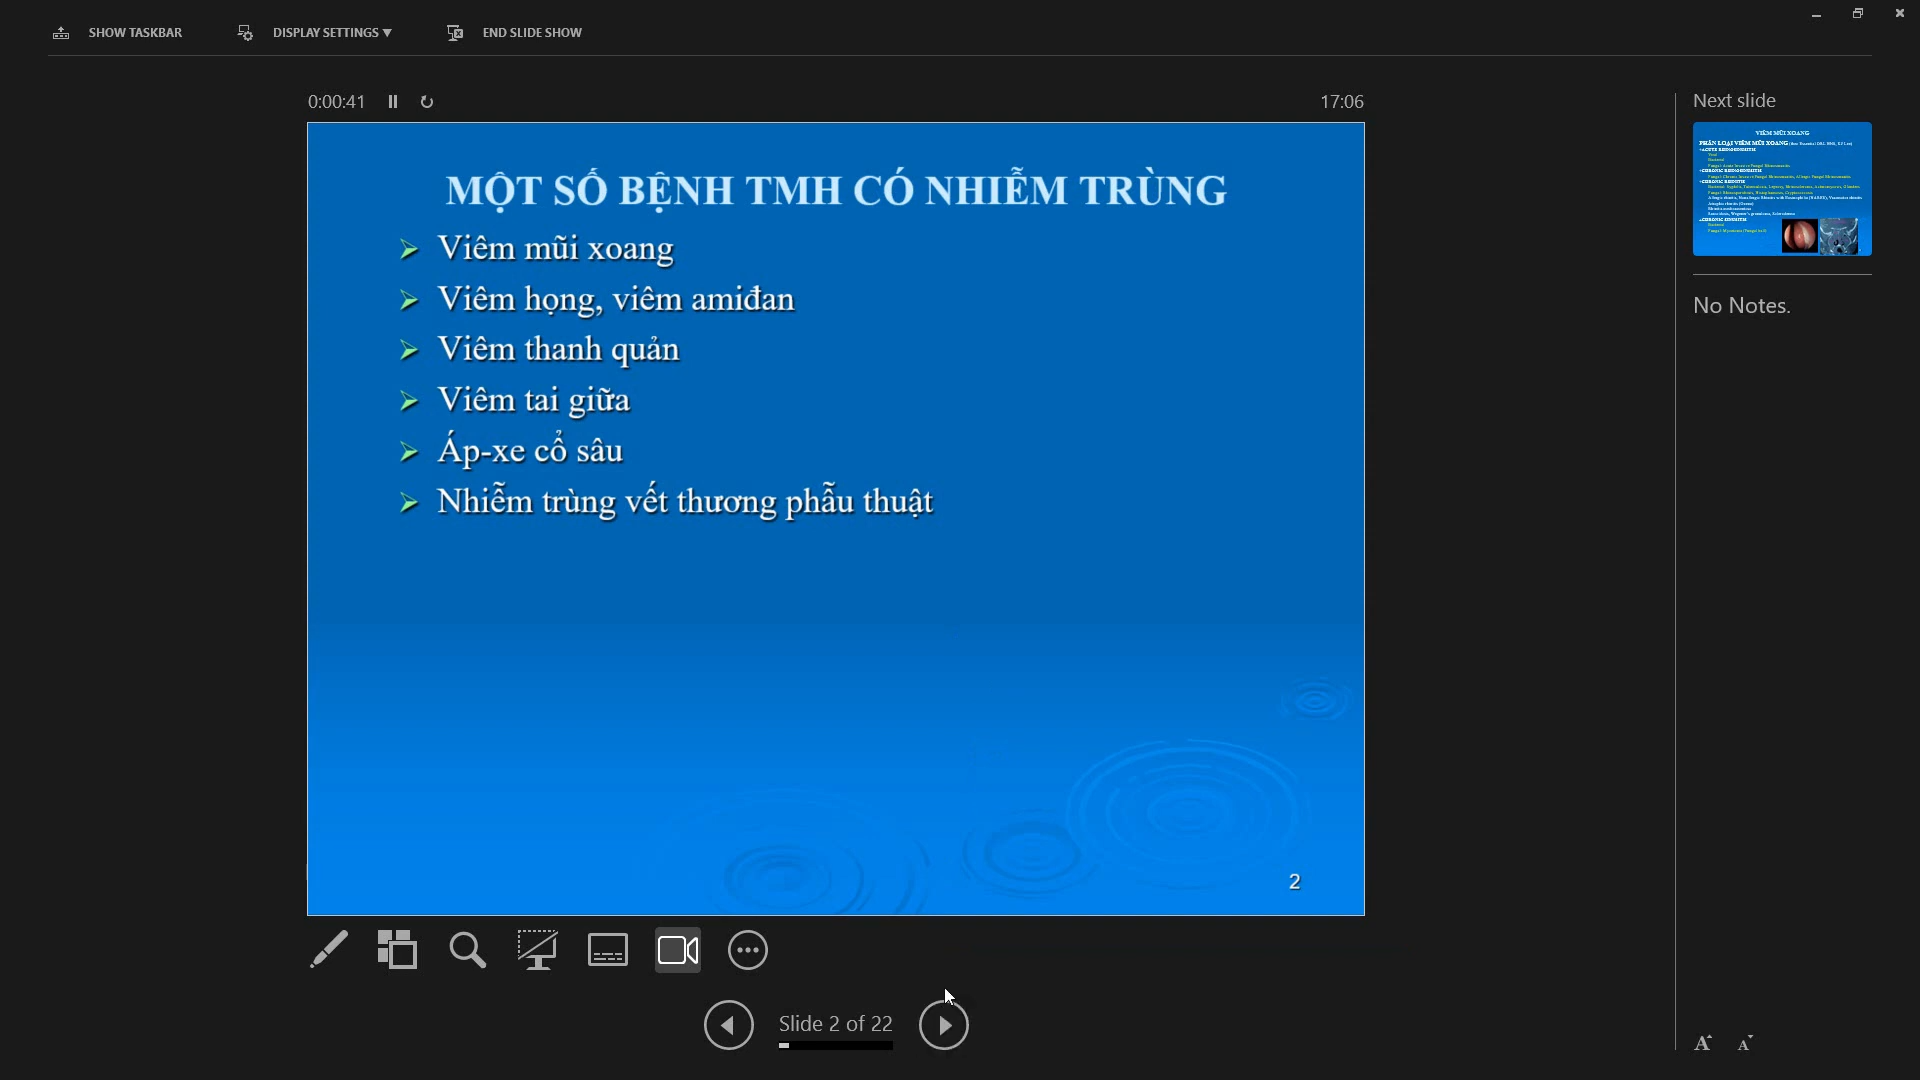 SHOW TASKBAR
DISPLAY SETTINGS ▼
END SLIDE SHOW
0:00:41
17:06
MỘT SỐ BỆNH TMH CÓ NHIỄM TRÙNG
Viêm mũi xoang
Viêm họng, viêm amiđan
Viêm thanh quản
Viêm tai giữa
Áp-xe cổ sâu
Nhiễm trùng vết thương phẫu thuật
2
Slide 2 of 22
Next slide
VIÊM MŨI XOANG
PHÂN LOẠI VIÊM MŨI XOANG
No Notes.
A A